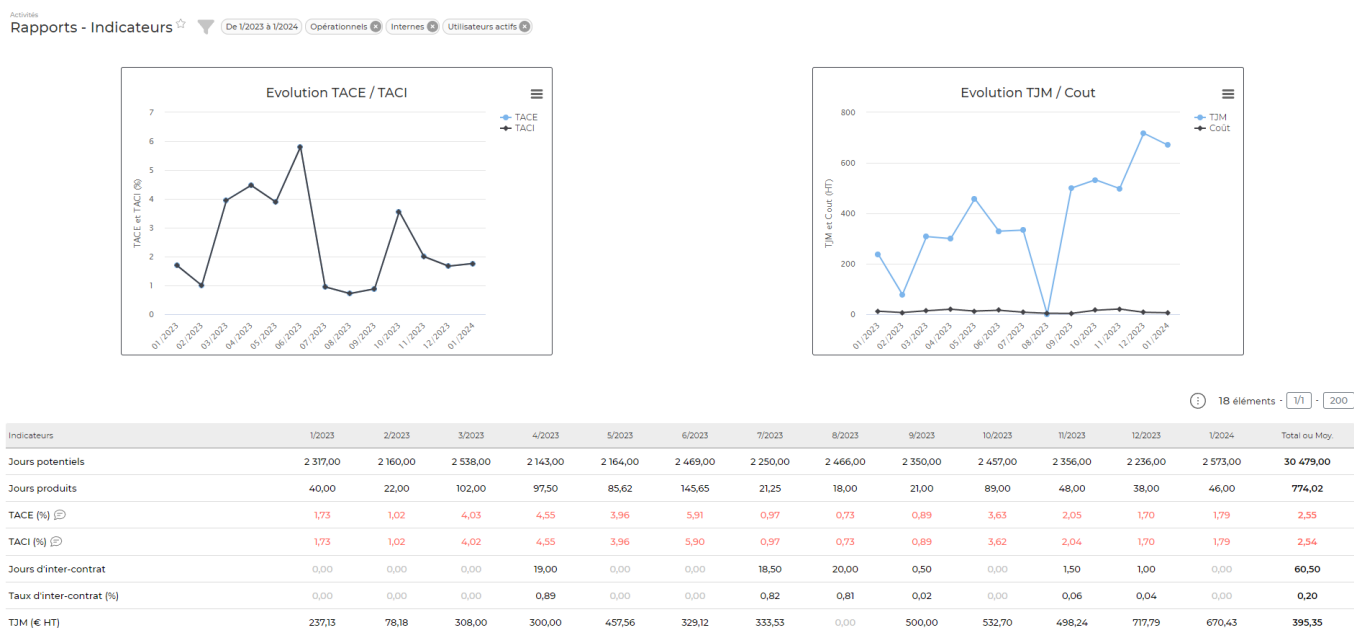 Activités
Rapports - Indicateurs De 1/2023 à 1/2024 Opérationnels Internes Utilisateurs actifs
Evolution TACE / TACI
TACE
TACI
TACE et TACI (%)
7
6
5
4
3
2
1
0
01/2023 02/2023 03/2023 04/2023 05/2023 06/2023 07/2023 08/2023 09/2023 10/2023 11/2023 12/2023 01/2024
Evolution TJM / Cout
TJM
Coût
TJM et Cout (HT)
800
600
400
200
0
01/2023 02/2023 03/2023 04/2023 05/2023 06/2023 07/2023 08/2023 09/2023 10/2023 11/2023 12/2023 01/2024
18 éléments - 1/1 - 200
Indicateurs 1/2023 2/2023 3/2023 4/2023 5/2023 6/2023 7/2023 8/2023 9/2023 10/2023 11/2023 12/2023 1/2024 Total ou Moy.
Jours potentiels 2 317,00 2 160,00 2 538,00 2 143,00 2 164,00 2 469,00 2 250,00 2 466,00 2 350,00 2 457,00 2 356,00 2 236,00 2 573,00 30 479,00
Jours produits 40,00 22,00 102,00 97,50 85,62 145,65 21,25 18,00 21,00 89,00 48,00 38,00 46,00 774,02
TACE (%) 1,73 1,02 4,03 4,55 3,96 5,91 0,97 0,73 0,89 3,63 2,05 1,70 1,79 2,55
TACI (%) 1,73 1,02 4,02 4,55 3,96 5,90 0,97 0,73 0,89 3,62 2,04 1,70 1,79 2,54
Jours d'inter-contrat 0,00 0,00 0,00 19,00 0,00 0,00 18,50 20,00 0,50 0,00 1,50 1,00 0,00 60,50
Taux d'inter-contrat (%) 0,00 0,00 0,00 0,89 0,00 0,00 0,82 0,81 0,02 0,00 0,06 0,04 0,00 0,20
TJM (€ HT) 237,13 78,18 308,00 300,00 457,56 329,12 333,53 0,00 500,00 532,70 498,24 717,79 670,43 395,35